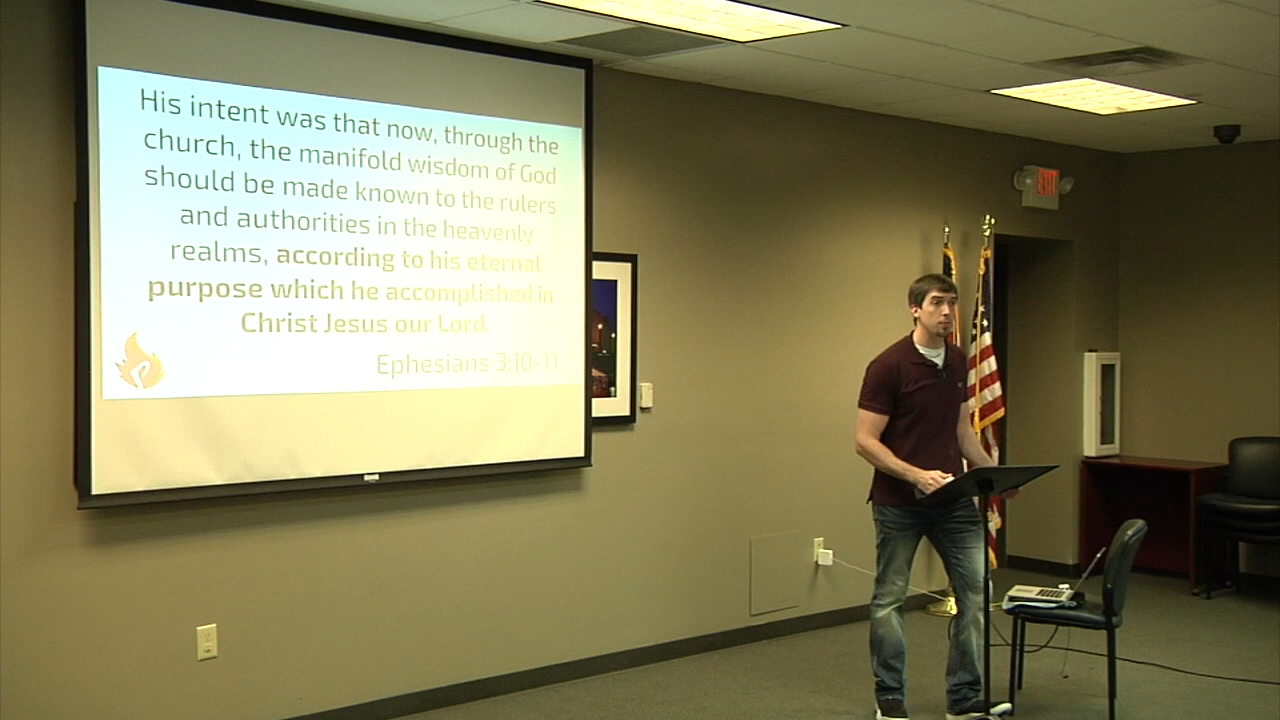 His intent was that now, through the
church, the manifold wisdom of God
should be made known to the rulers
and authorities in the heavenly
realms, according to his eternal
purpose which he accomplished in
Christ Jesus our Lord.
Ephesians 3:10-11
EXIT